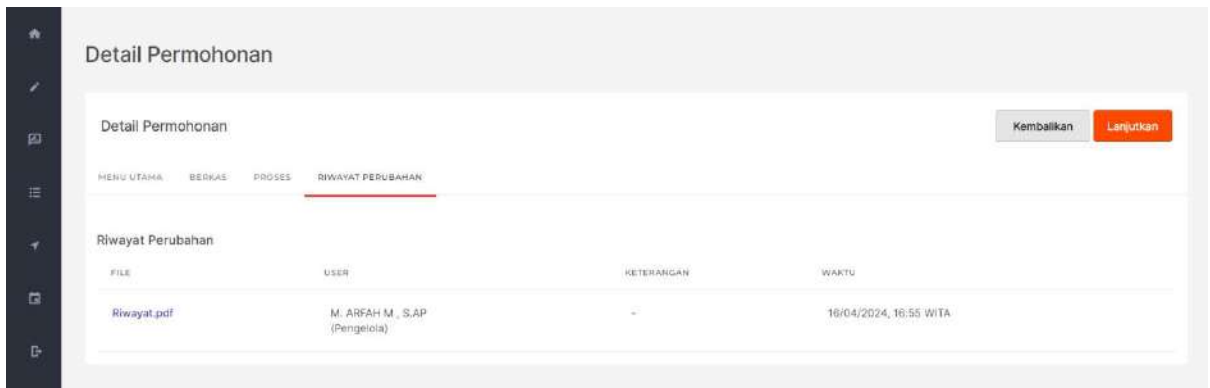 Detail Permohonan
Detail Permohonan
Kembalikan
Lanjutkan
MENU UTAMA BERKAS PROSES RIWAYAT PERUBAHAN
Riwayat Perubahan
FILE USER KETERANGAN WAKTU
Riwayat.pdf M. ARFAH M , S.AP - 16/04/2024, 16:55 WITA
(Pengelola)